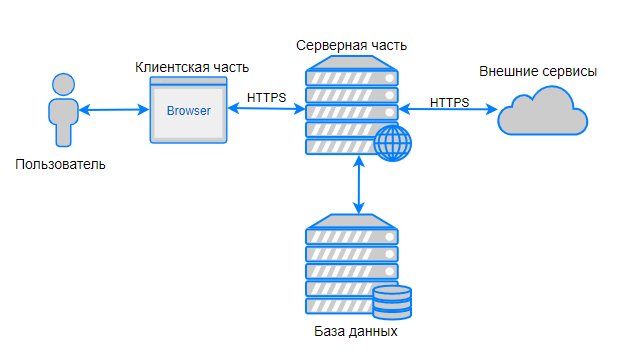 Серверная часть
Клиентская часть
Внешние сервисы
HTTPS
HTTPS
Browser
Пользователь
База данных